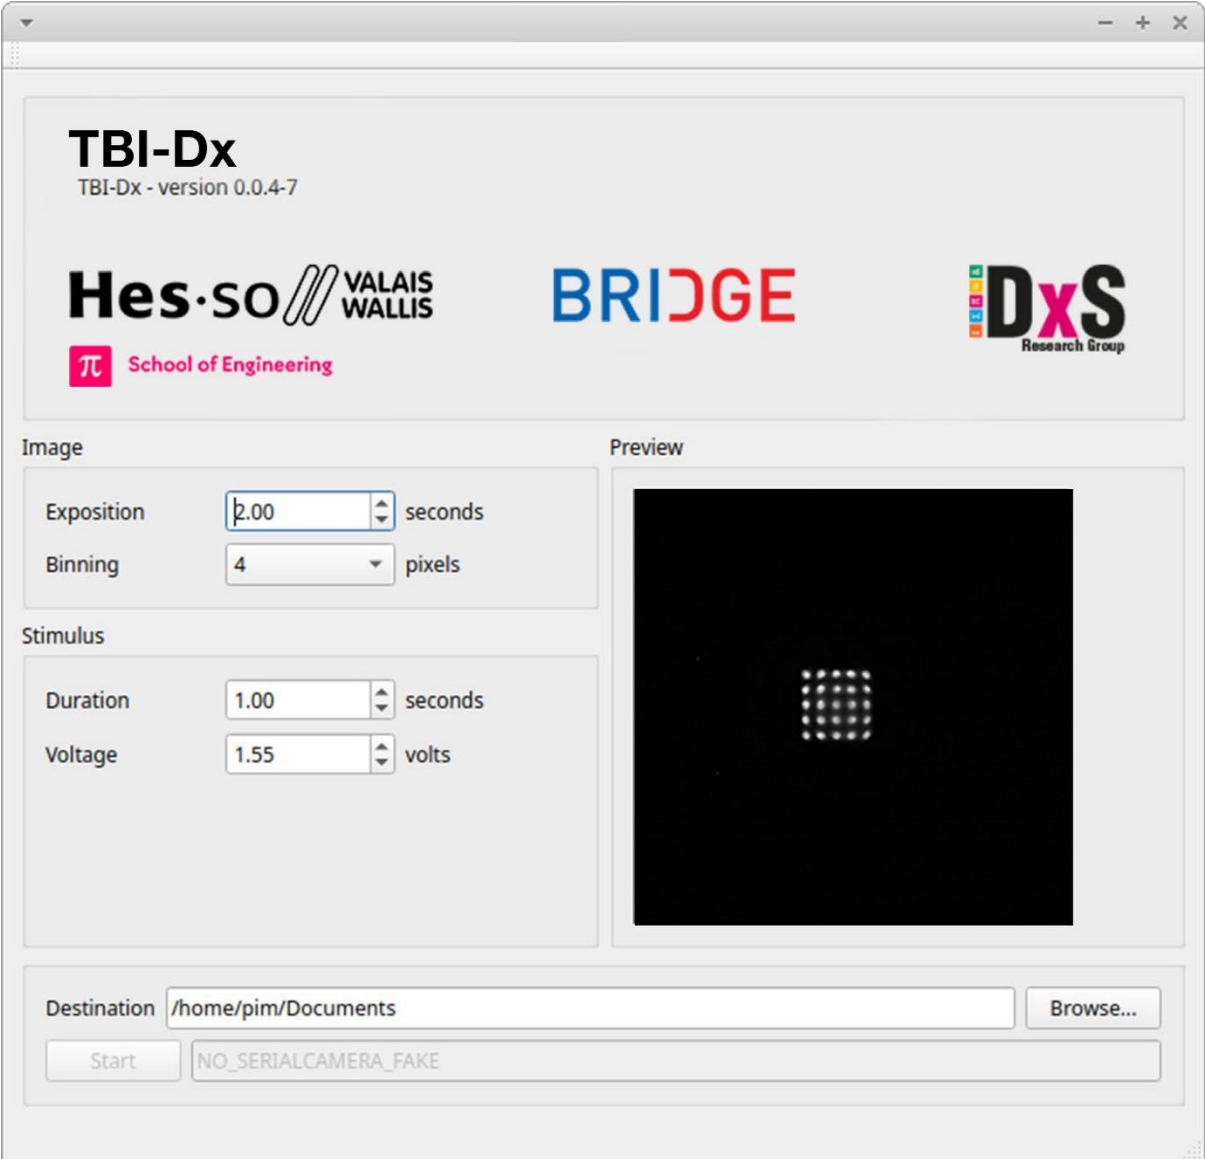 TBI-Dx
TBI-Dx - version 0.0.4-7
Hes·so VALAIS
WALLIS
π School of Engineering
BRIDGE
DxS
Research Group
Image
Exposition 2.00 seconds
Binning 4 pixels
Stimulus
Duration 1.00 seconds
Voltage 1.55 volts
Preview
Destination /home/pim/Documents Browse...
Start NO_SERIALCAMERA_FAKE